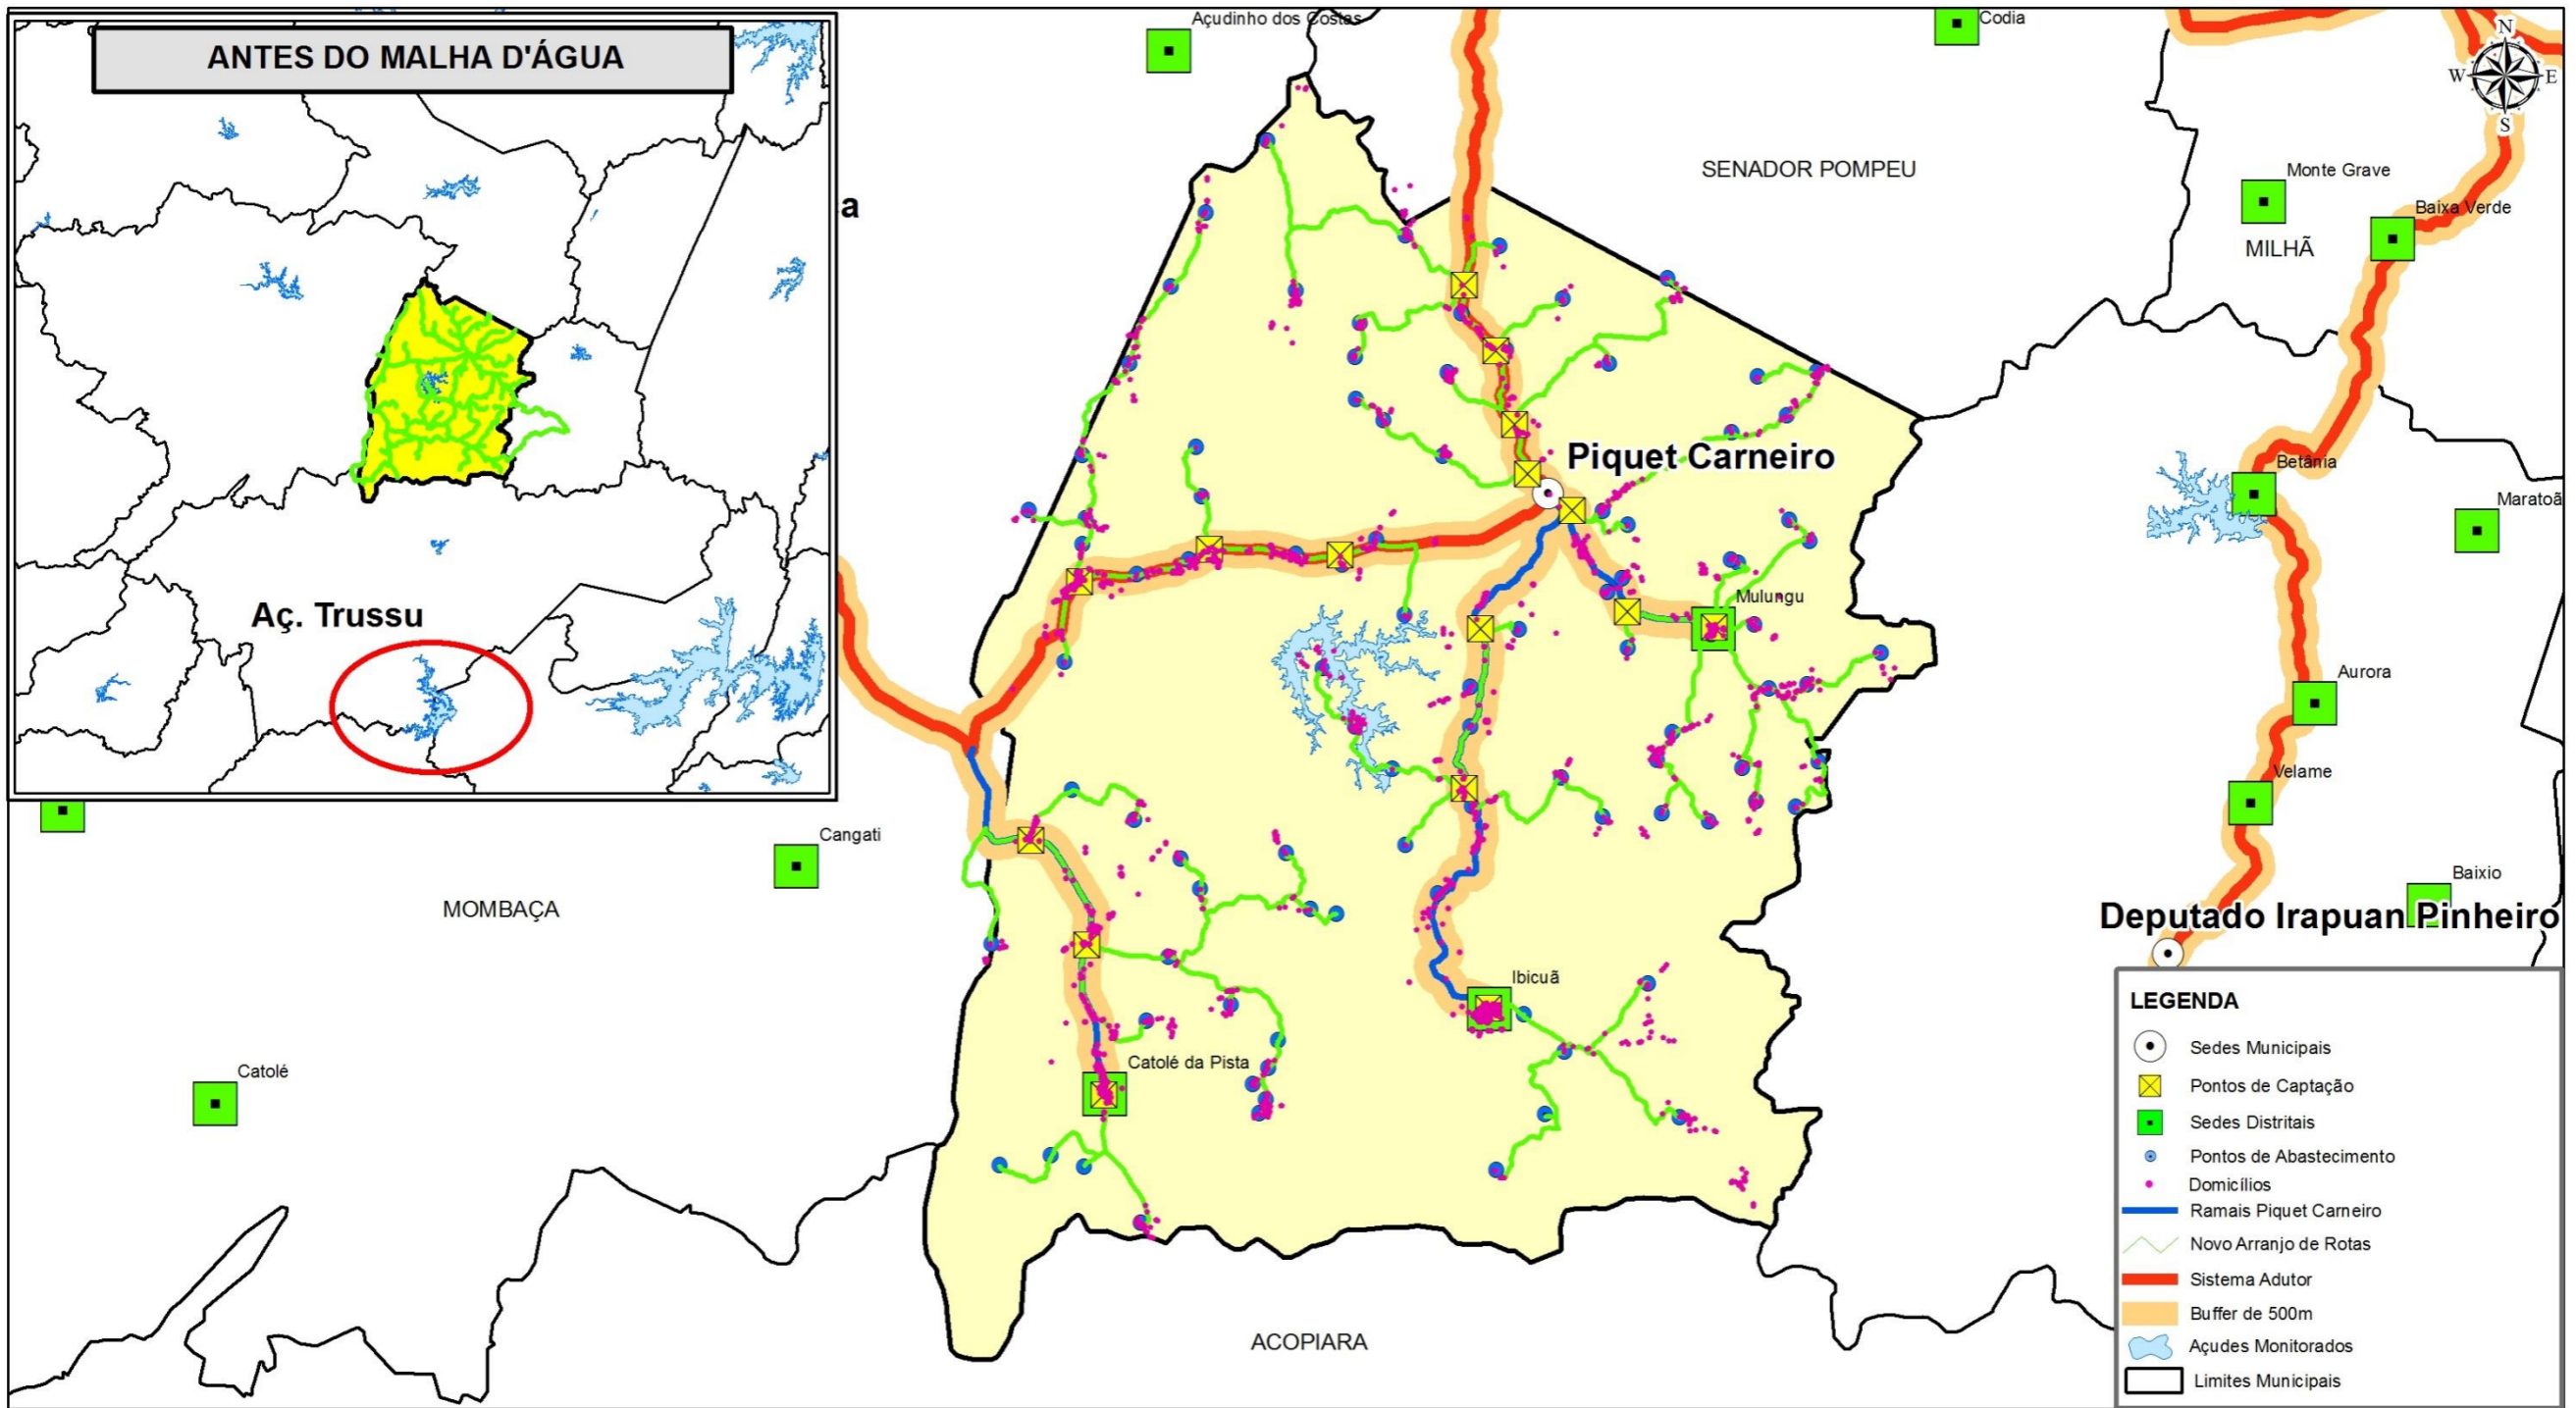 ANTES DO MALHA D'ÁGUA
Aç. Trussu
Açudinho dos Costas
Codia
N
W
E
S
SENADOR POMPEU
Monte Grave
Baixa Verde
MILHÃ
a
Piquet Carneiro
Betânia
Maratoã
Mulungu
Aurora
Velame
Cangati
Baixio
MOMBAÇA
Deputado Irapuan Pinheiro
Ibicuã
Catolé da Pista
Catolé
ACOPIARA
LEGENDA
Sedes Municipais
Pontos de Captação
Sedes Distritais
Pontos de Abastecimento
Domicílios
Ramais Piquet Carneiro
Novo Arranjo de Rotas
Sistema Adutor
Buffer de 500m
Açudes Monitorados
Limites Municipais